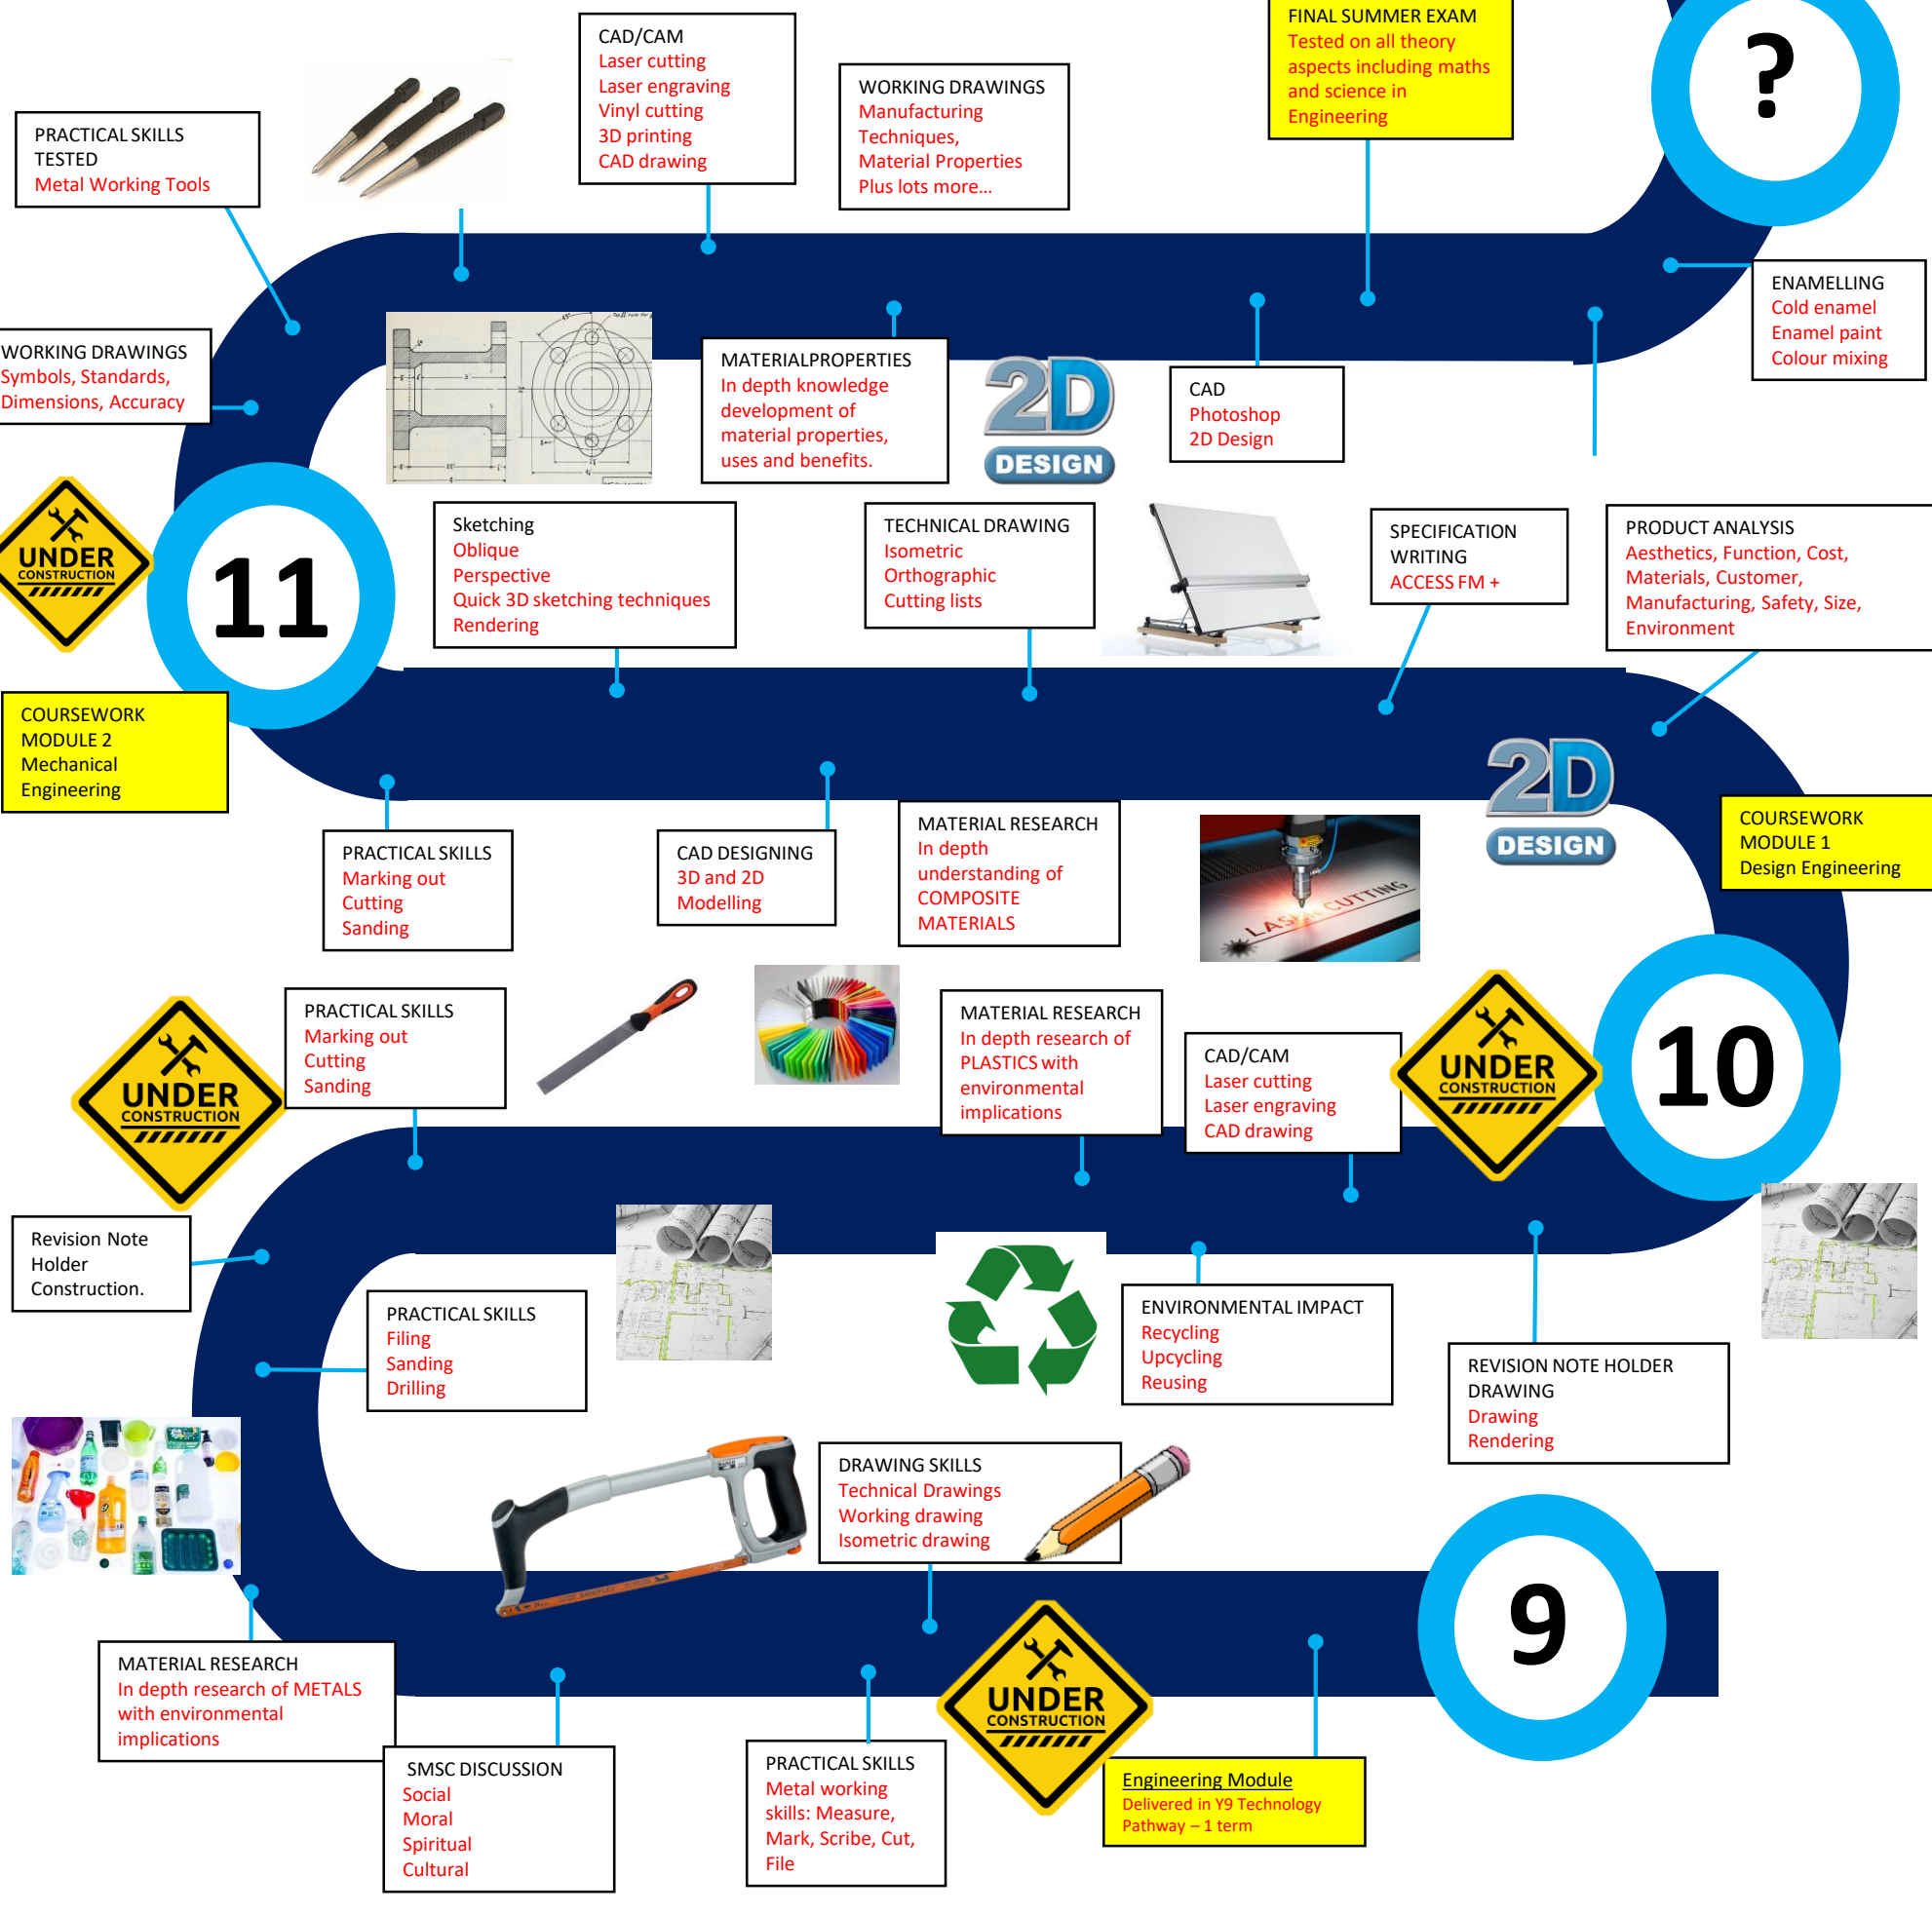 FINAL SUMMER EXAM
Tested on all theory
aspects including maths
and science in
Engineering
?
CAD/CAM
Laser cutting
Laser engraving
Vinyl cutting
3D printing
CAD drawing
WORKING DRAWINGS
Manufacturing
Techniques,
Material Properties
Plus lots more...
PRACTICAL SKILLS
TESTED
Metal Working Tools
ENAMELLING
Cold enamel
Enamel paint
Colour mixing
WORKING DRAWINGS
Symbols, Standards,
Dimensions, Accuracy
MATERIALPROPERTIES
In depth knowledge
development of
material properties,
uses and benefits.
2D
DESIGN
CAD
Photoshop
2D Design
UNDER
CONSTRUCTION
11
Sketching
Oblique
Perspective
Quick 3D sketching techniques
Rendering
TECHNICAL DRAWING
Isometric
Orthographic
Cutting lists
SPECIFICATION
WRITING
ACCESS FM +
PRODUCT ANALYSIS
Aesthetics, Function, Cost,
Materials, Customer,
Manufacturing, Safety, Size,
Environment
COURSEWORK
MODULE 2
Mechanical
Engineering
2D
DESIGN
COURSEWORK
MODULE 1
Design Engineering
PRACTICAL SKILLS
Marking out
Cutting
Sanding
CAD DESIGNING
3D and 2D
Modelling
MATERIAL RESEARCH
In depth
understanding of
COMPOSITE
MATERIALS
LASER CUTTING
UNDER
CONSTRUCTION
PRACTICAL SKILLS
Marking out
Cutting
Sanding
MATERIAL RESEARCH
In depth research of
PLASTICS with
environmental
implications
CAD/CAM
Laser cutting
Laser engraving
CAD drawing
UNDER
CONSTRUCTION
10
Revision Note
Holder
Construction.
PRACTICAL SKILLS
Filing
Sanding
Drilling
ENVIRONMENTAL IMPACT
Recycling
Upcycling
Reusing
REVISION NOTE HOLDER
DRAWING
Drawing
Rendering
DRAWING SKILLS
Technical Drawings
Working drawing
Isometric drawing
9
MATERIAL RESEARCH
In depth research of METALS
with environmental
implications
SMSC DISCUSSION
Social
Moral
Spiritual
Cultural
PRACTICAL SKILLS
Metal working
skills: Measure,
Mark, Scribe, Cut,
File
UNDER
CONSTRUCTION
Engineering Module
Delivered in Y9 Technology
Pathway – 1 term